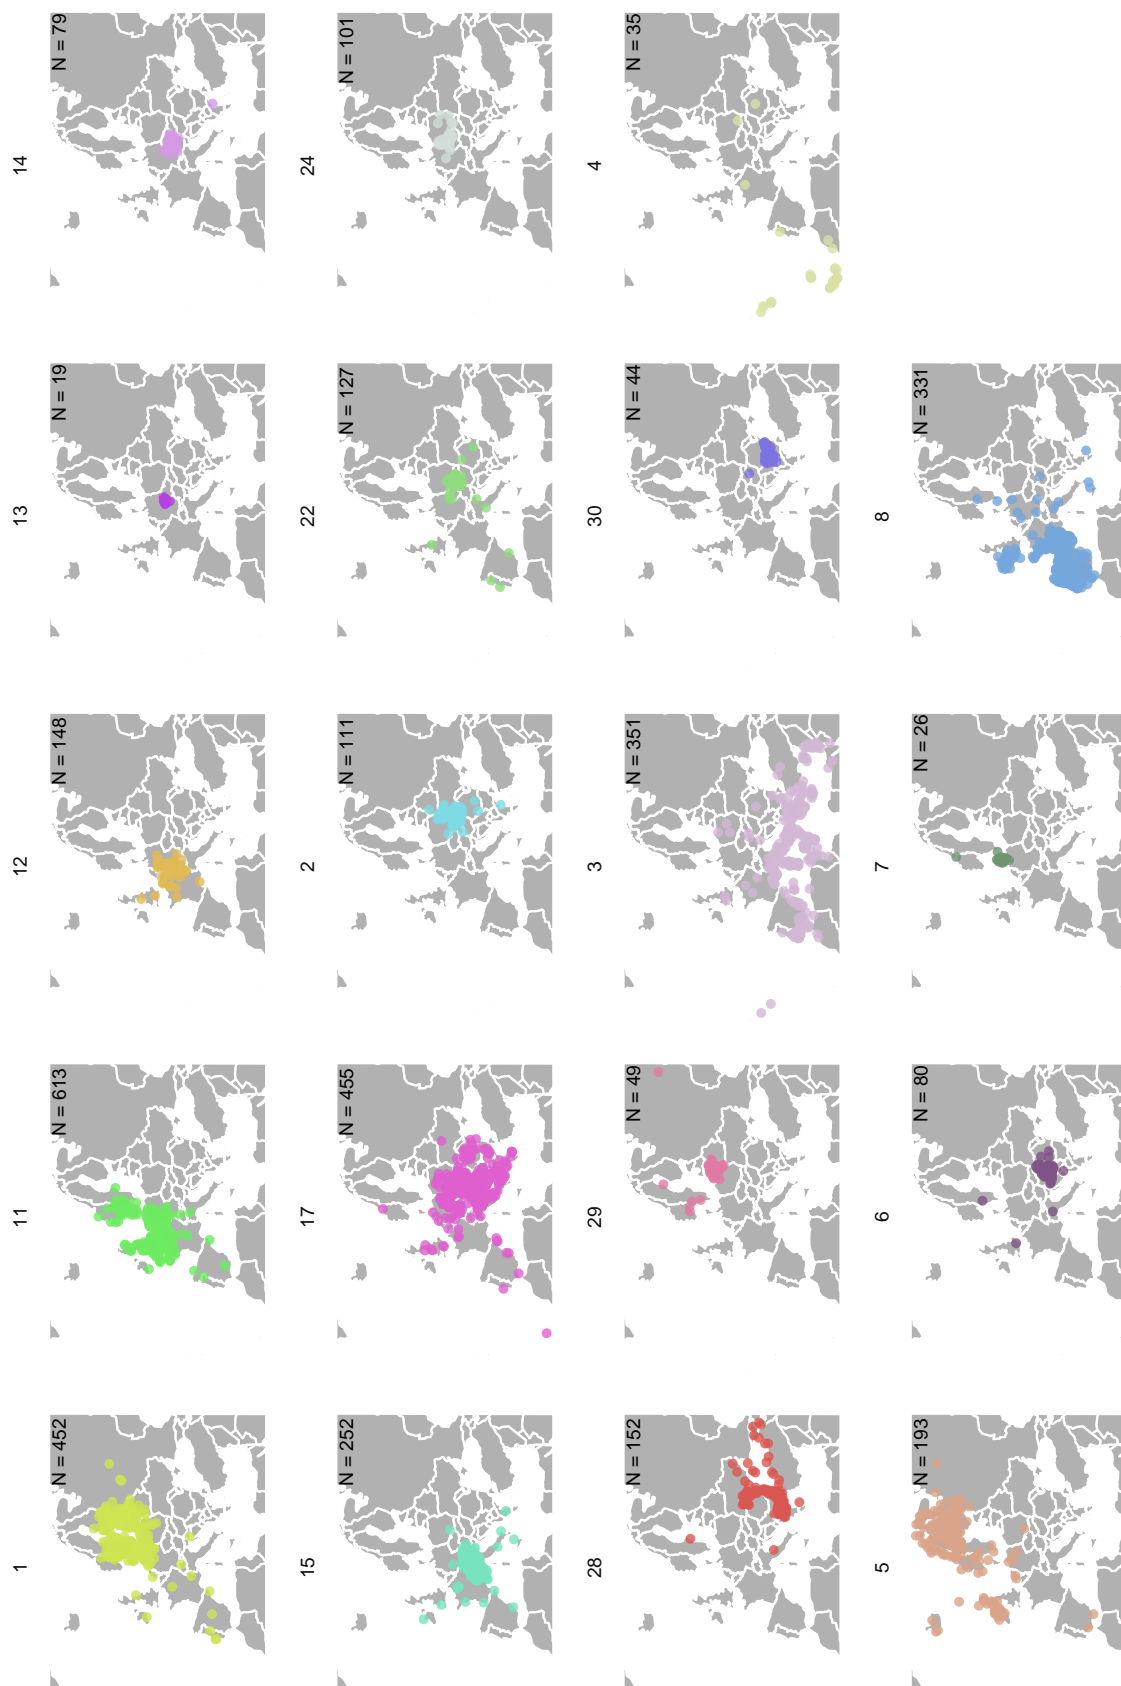 1
N = 452
11
N = 613
12
N = 148
13
N = 19
14
N = 79
15
N = 252
17
N = 455
2
N = 111
22
N = 127
24
N = 101
28
N = 152
29
N = 49
3
N = 351
30
N = 44
4
N = 35
5
N = 193
6
N = 80
7
N = 26
8
N = 331